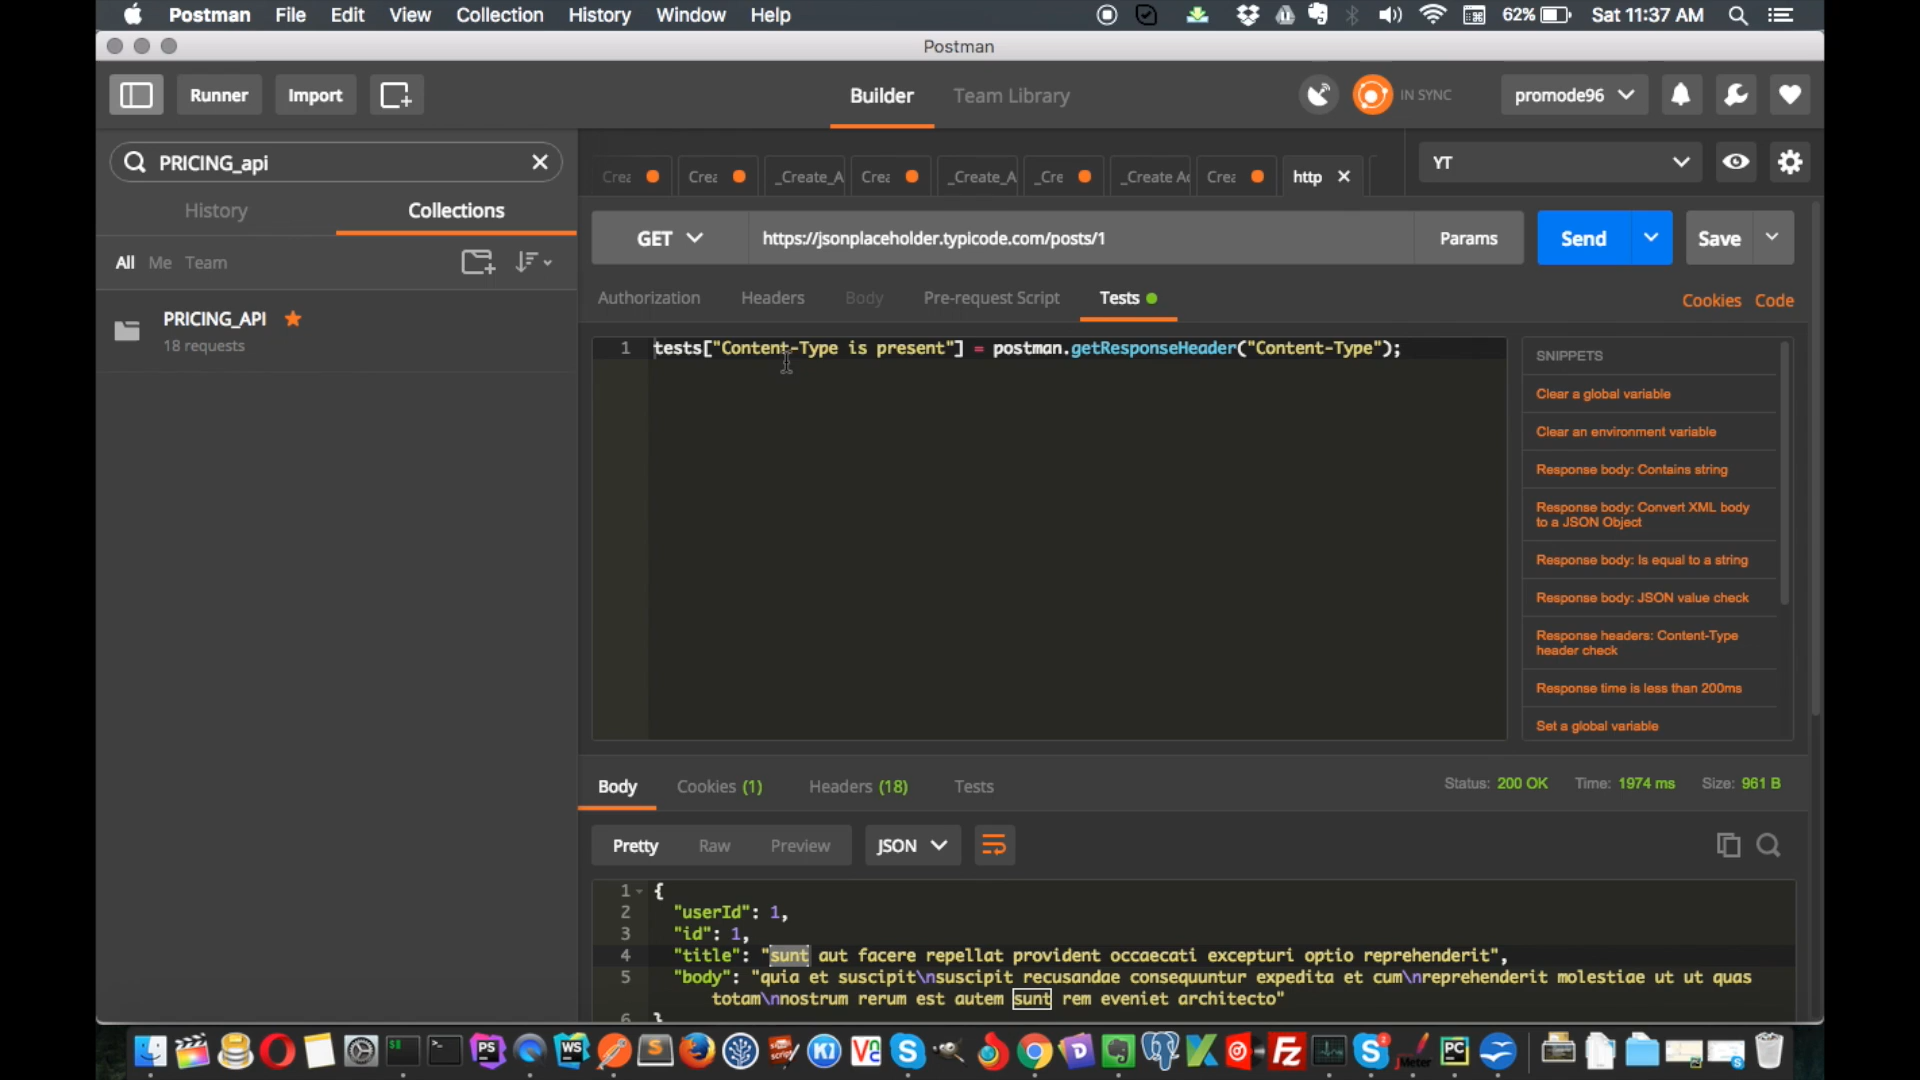 Postman File Edit View Collection History Window Help 62% Sat 11:37 AM
Postman
Runner Import Builder Team Library IN SYNC promode96
PRICING_api
Crea Crea _Create_A Crea _Create_A _Cre _Create Ac Crea http YT
History Collections
GET https://jsonplaceholder.typicode.com/posts/1 Params Send Save
All Me Team
Authorization Headers Body Pre-request Script Tests Cookies Code
PRICING_API
18 requests
1 tests["Content-Type is present"] = postman.getResponseHeader("Content-Type");
SNIPPETS
Clear a global variable
Clear an environment variable
Response body: Contains string
Response body: Convert XML body
to a JSON Object
Response body: Is equal to a string
Response body: JSON value check
Response headers: Content-Type
header check
Response time is less than 200ms
Set a global variable
Body Cookies (1) Headers (18) Tests Status: 200 OK Time: 1974 ms Size: 961 B
Pretty Raw Preview JSON
1 {
2 "userId": 1,
3 "id": 1,
4 "title": "sunt aut facere repellat provident occaecati excepturi optio reprehenderit",
5 "body": "quia et suscipit\nsuscipit recusandae consequuntur expedita et cum\nreprehenderit molestiae ut ut quas
totam\nnostrum rerum est autem sunt rem eveniet architecto"
6 }